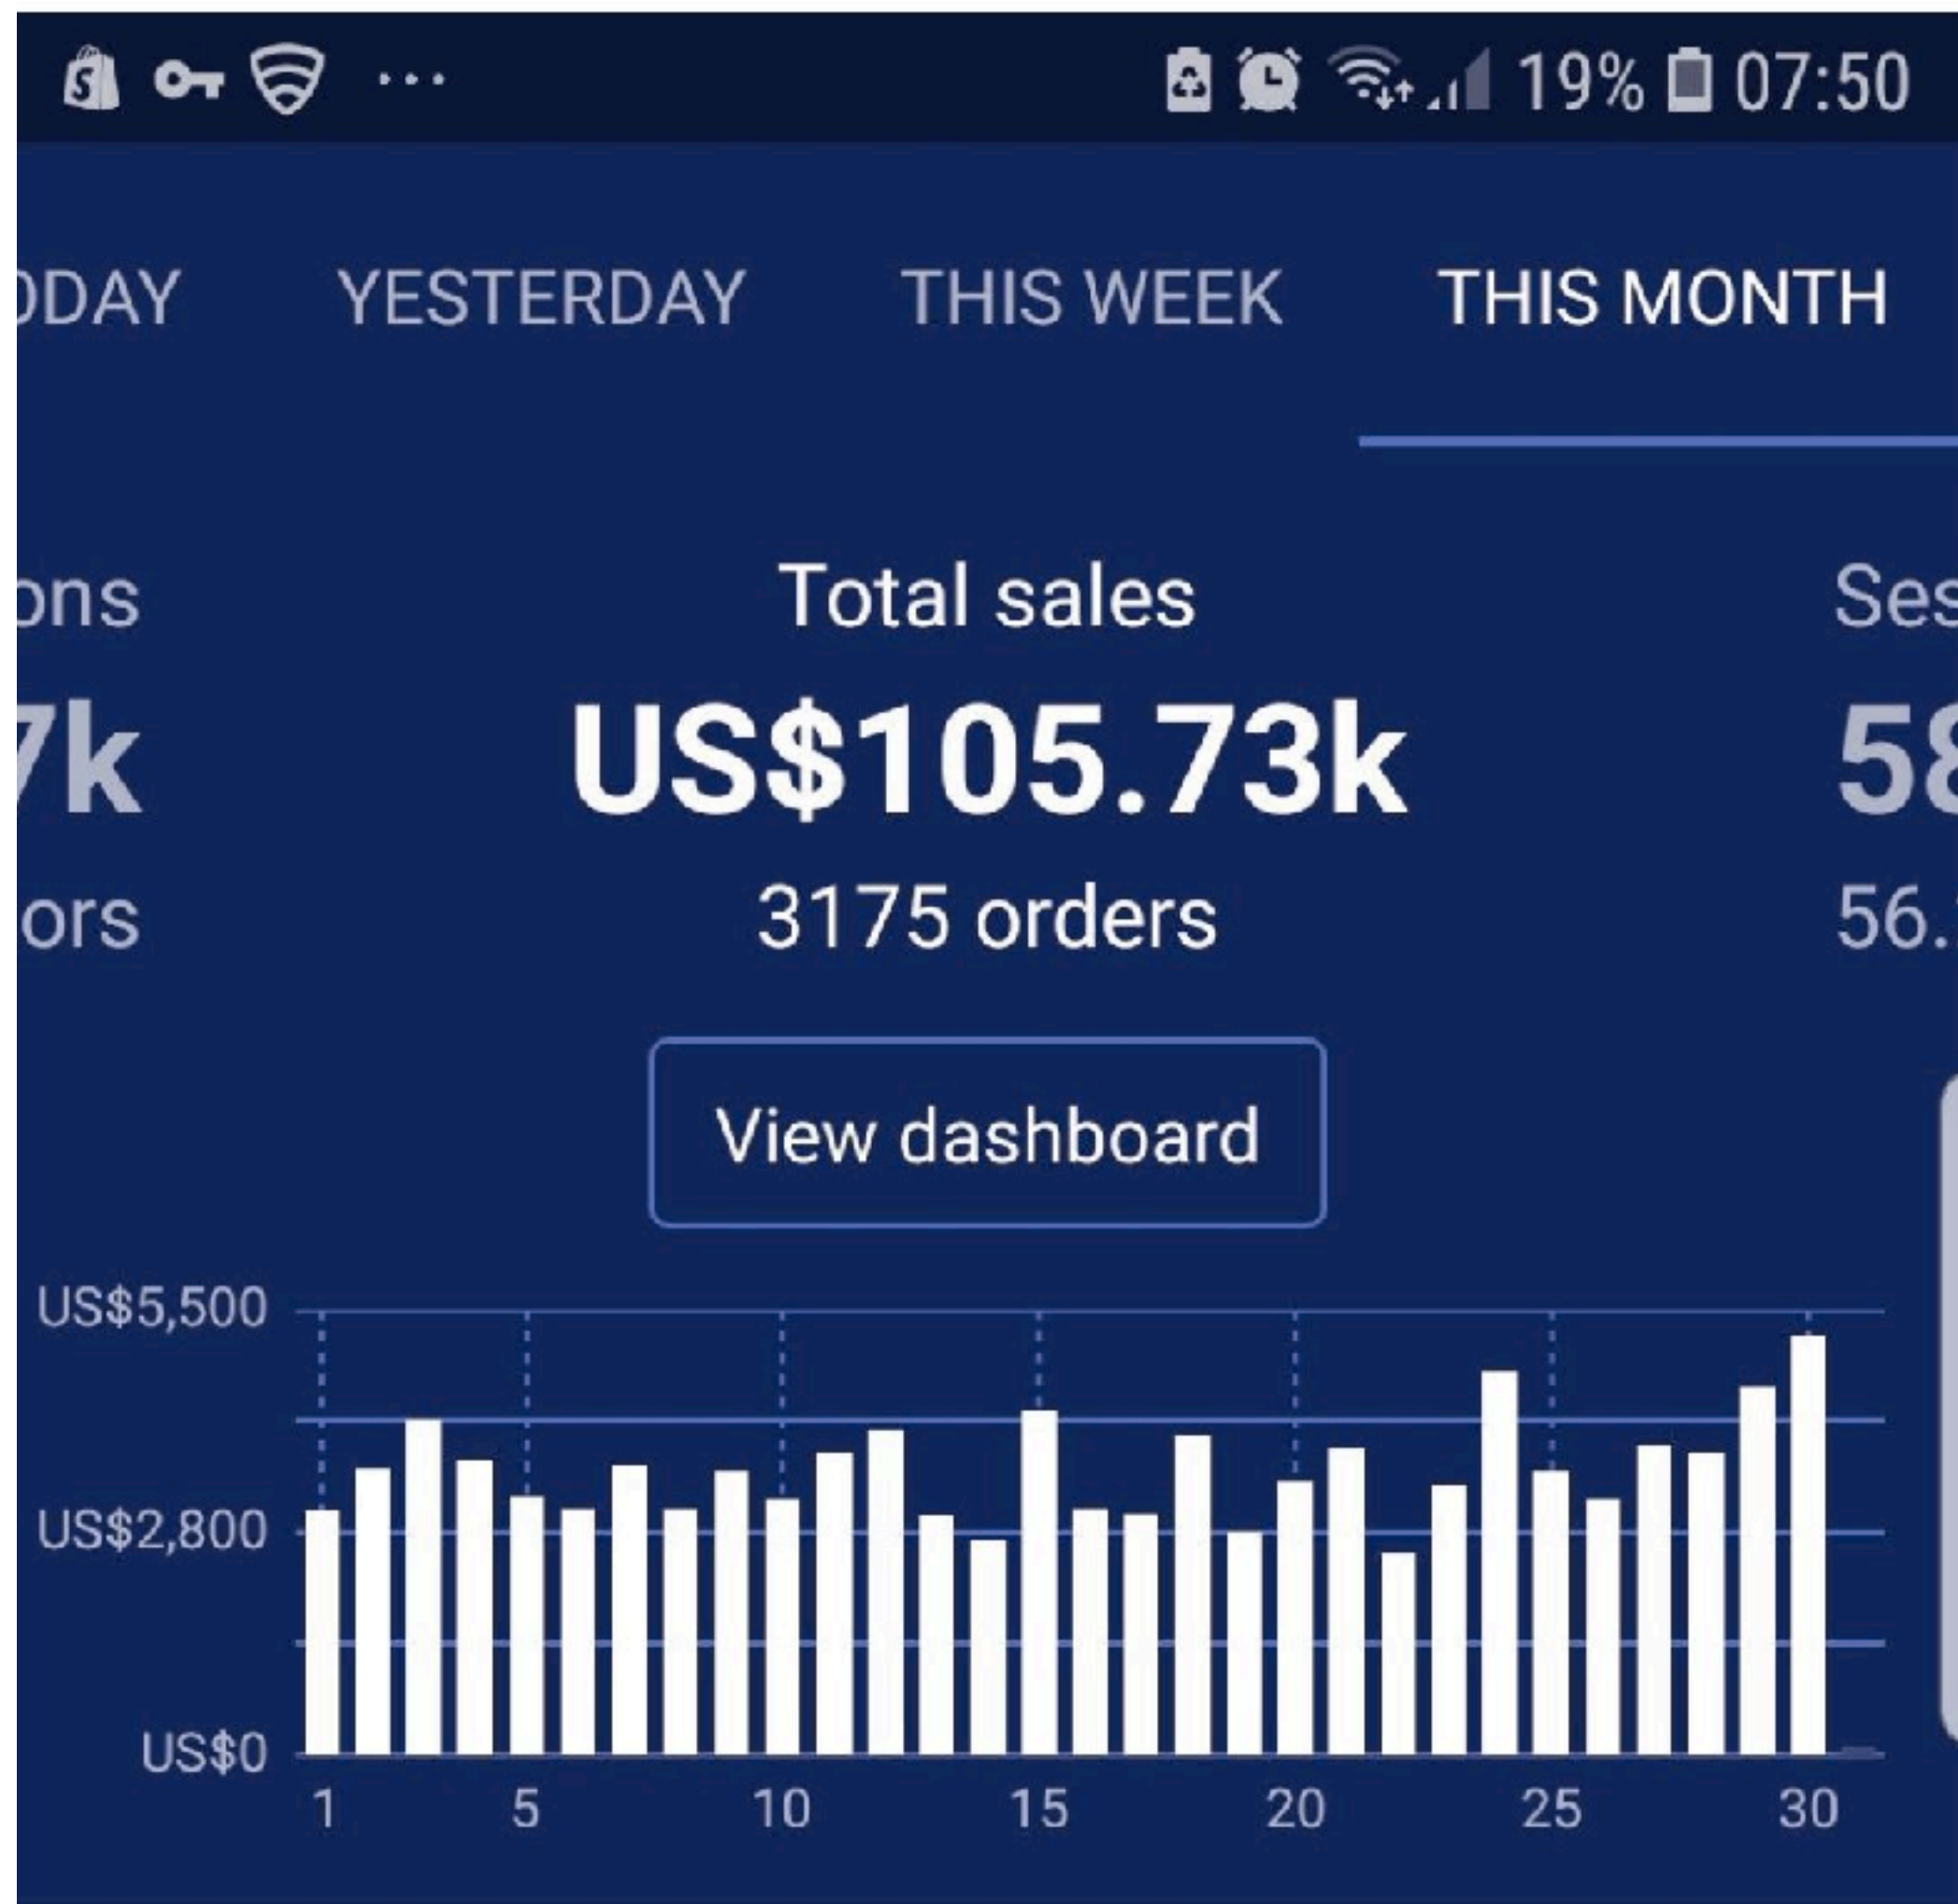 19% 07:50
ODAY YESTERDAY THIS WEEK THIS MONTH
ons Total sales Ses
7k US$105.73k 58
ors 3175 orders 56.
View dashboard
US$5,500
US$2,800
US$0
1 5 10 15 20 25 30